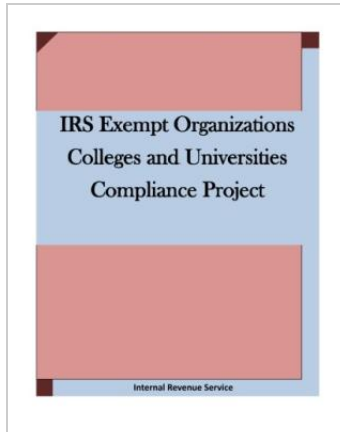 IRS Exempt Organizations
Colleges and Universities
Compliance Project
Internal Revenue Service